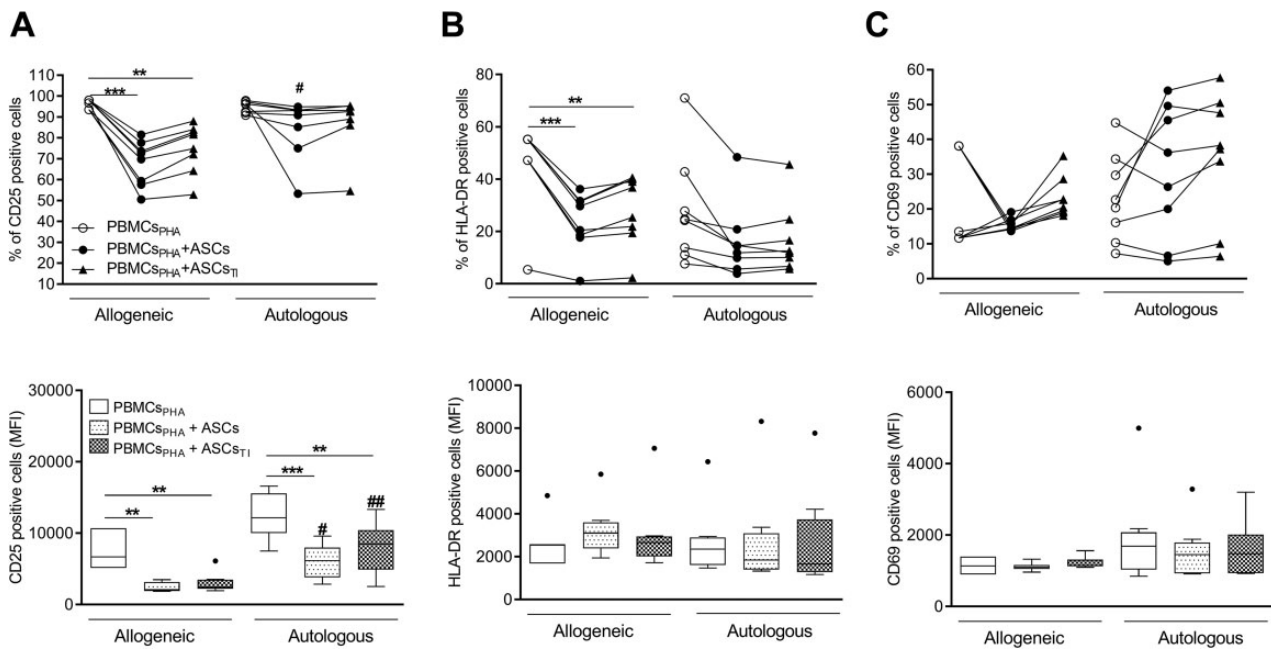 A
B
C
% of CD25 positive cells
110
100
90
80
70
60
50
40
30
20
10
**
***
#
PBMCsPHA
PBMCsPHA+ASCs
PBMCsPHA+ASCsTI
Allogeneic
Autologous
% of HLA-DR positive cells
80
60
40
20
0
**
***
Allogeneic
Autologous
% of CD69 positive cells
60
50
40
30
20
10
0
Allogeneic
Autologous
CD25 positive cells (MFI)
30000
20000
10000
0
PBMCsPHA
PBMCsPHA + ASCs
PBMCsPHA + ASCsTI
**
**
**
***
#
##
Allogeneic
Autologous
HLA-DR positive cells (MFI)
10000
8000
6000
4000
2000
0
Allogeneic
Autologous
CD69 positive cells (MFI)
6000
4000
2000
0
Allogeneic
Autologous